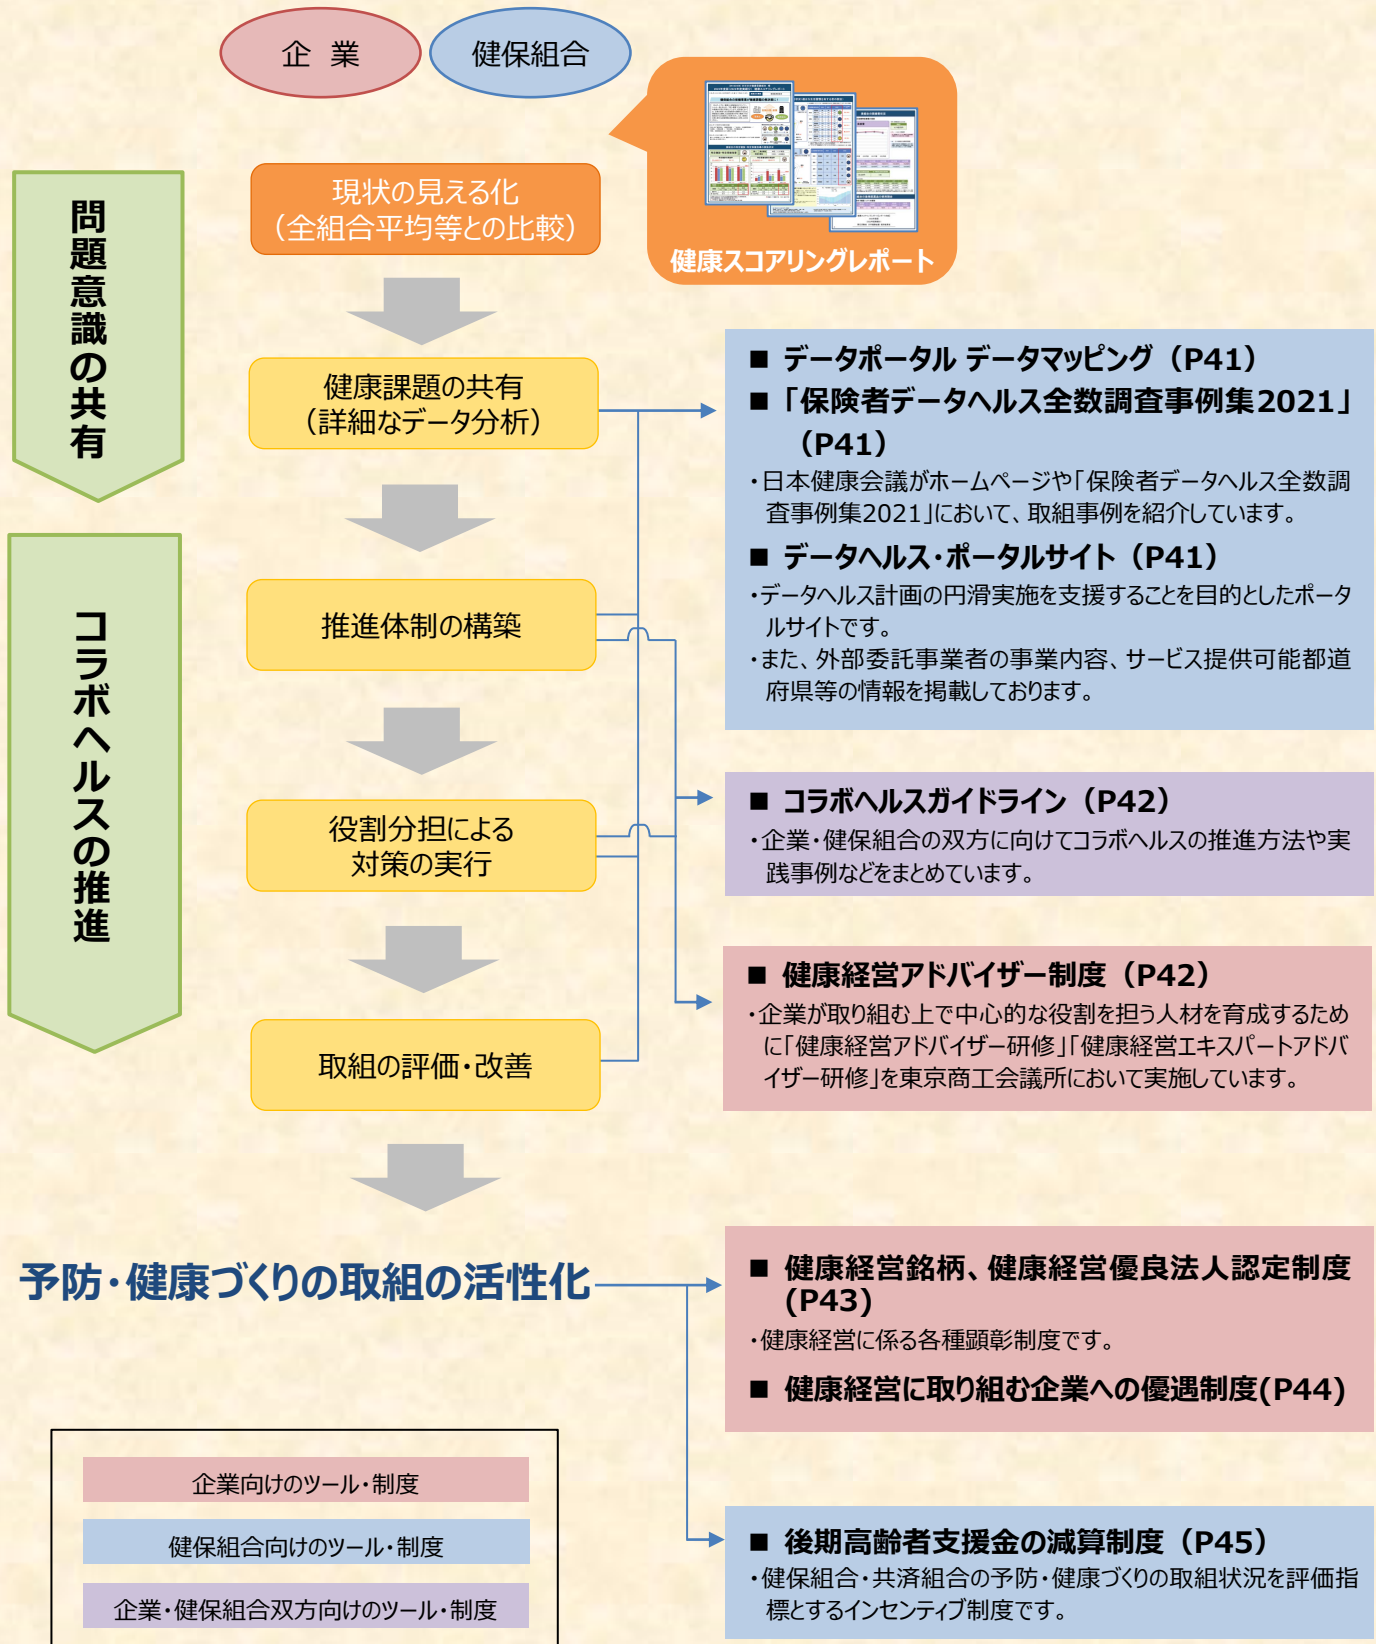 企 業
健保組合
現状の見える化
（全組合平均等との比較）
健康スコアリングレポート
問題意識の共有
健康課題の共有
（詳細なデータ分析）
■ データポータル データマッピング（P41）
■ 「保険者データヘルス全数調査事例集2021」
（P41）
・日本健康会議がホームページや「保険者データヘルス全数調
査事例集2021」において、取組事例を紹介しています。
■ データヘルス・ポータルサイト（P41）
・データヘルス計画の円滑実施を支援することを目的としたポータ
ルサイトです。
・また、外部委託事業者の事業内容、サービス提供可能都道
府県等の情報を掲載しております。
コラボヘルスの推進
推進体制の構築
役割分担による
対策の実行
■ コラボヘルスガイドライン（P42）
・企業・健保組合の双方に向けてコラボヘルスの推進方法や実
践事例などをまとめています。
■ 健康経営アドバイザー制度（P42）
・企業が取り組む上で中心的な役割を担う人材を育成するため
に「健康経営アドバイザー研修」「健康経営エキスパートアドバ
イザー研修」を東京商工会議所において実施しています。
取組の評価・改善
予防・健康づくりの取組の活性化
■ 健康経営銘柄、健康経営優良法人認定制度
(P43)
・健康経営に係る各種顕彰制度です。
■ 健康経営に取り組む企業への優遇制度(P44)
企業向けのツール・制度
健保組合向けのツール・制度
企業・健保組合双方向けのツール・制度
■ 後期高齢者支援金の減算制度（P45）
・健保組合・共済組合の予防・健康づくりの取組状況を評価指
標とするインセンティブ制度です。